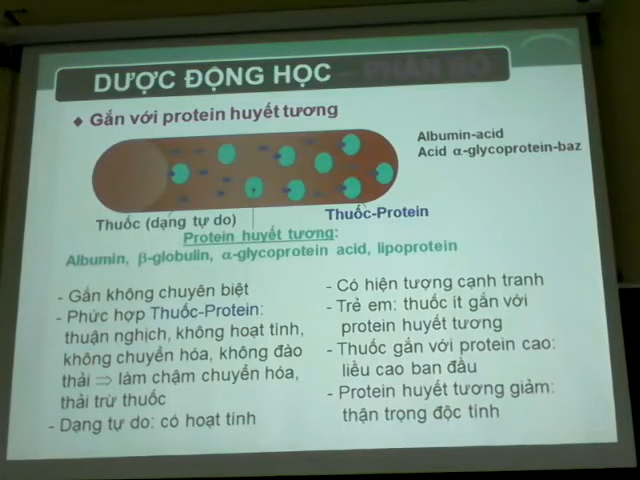 DƯỢC ĐỘNG HỌC – PHÂN BỐ
❖ Gắn với protein huyết tương
Albumin-acid
Acid α-glycoprotein-baz
Thuốc (dạng tự do)
Thuốc-Protein
Protein huyết tương:
Albumin, β-globulin, α-glycoprotein acid, lipoprotein
- Gắn không chuyên biệt
- Phức hợp Thuốc-Protein:
thuận nghịch, không hoạt tính,
không chuyển hóa, không đào
thải ⇒ làm chậm chuyển hóa,
thải trừ thuốc
- Dạng tự do: có hoạt tính
- Có hiện tượng cạnh tranh
- Trẻ em: thuốc ít gắn với
protein huyết tương
- Thuốc gắn với protein cao:
liều cao ban đầu
- Protein huyết tương giảm:
thận trọng độc tính